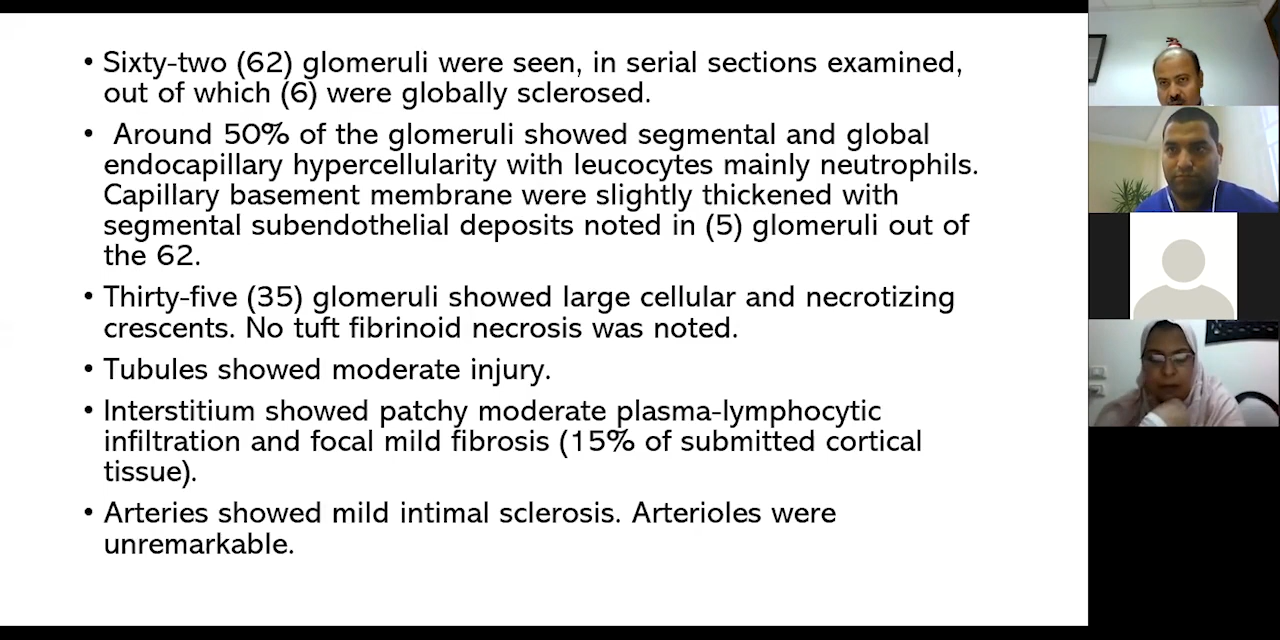 • Sixty-two (62) glomeruli were seen, in serial sections examined,
out of which (6) were globally sclerosed.
• Around 50% of the glomeruli showed segmental and global
endocapillary hypercellularity with leucocytes mainly neutrophils.
Capillary basement membrane were slightly thickened with
segmental subendothelial deposits noted in (5) glomeruli out of
the 62.
• Thirty-five (35) glomeruli showed large cellular and necrotizing
crescents. No tuft fibrinoid necrosis was noted.
• Tubules showed moderate injury.
• Interstitium showed patchy moderate plasma-lymphocytic
infiltration and focal mild fibrosis (15% of submitted cortical
tissue).
• Arteries showed mild intimal sclerosis. Arterioles were
unremarkable.